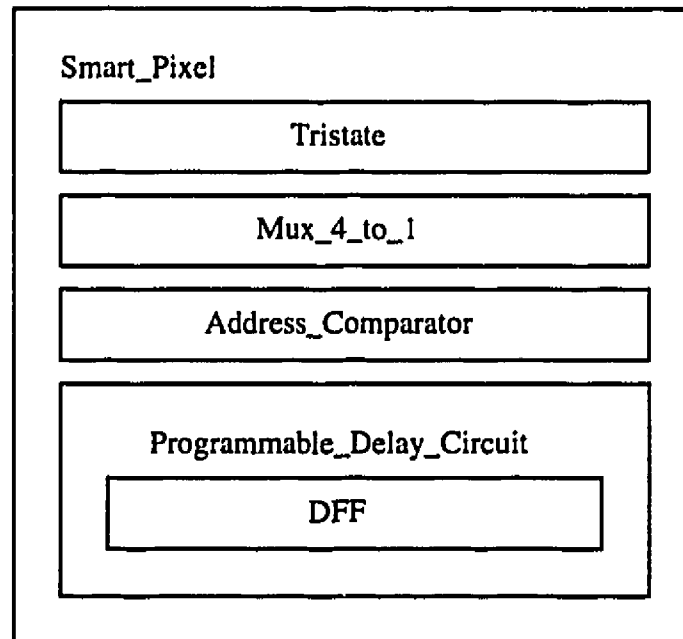 Smart_Pixel
Tristate
Mux_4_to_1
Address_Comparator
Programmable_Delay_Circuit
DFF